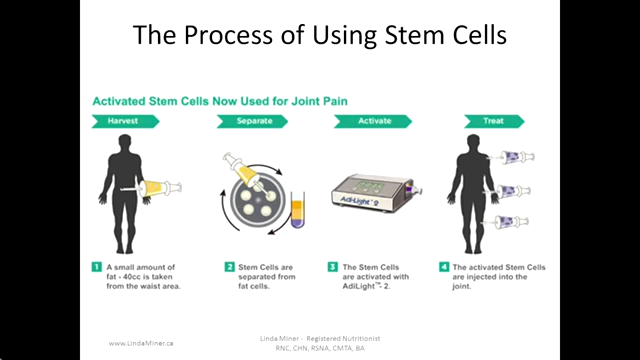 The Process of Using Stem Cells
Activated Stem Cells Now Used for Joint Pain
Harvest
Separate
Activate
Treat
AdiLight 2
1 A small amount of
fat - 40cc is taken
from the waist area.
2 Stem Cells are
separated from
fat cells.
3 The Stem Cells
are activated with
AdiLight™- 2.
4 The activated Stem Cells
are injected into the
joint.
www.LindaMiner.ca
Linda Miner - Registered Nutritionist
RNC, CHN, RSNA, CMTA, BA